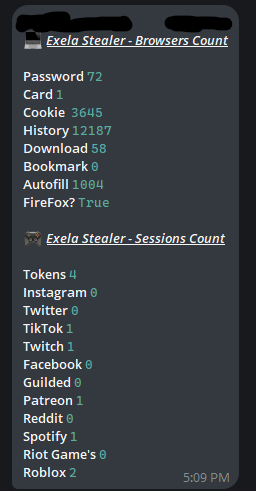 Exela Stealer - Browsers Count
Password 72
Card 1
Cookie 3645
History 12187
Download 58
Bookmark 0
Autofill 1004
FireFox? True
Exela Stealer - Sessions Count
Tokens 4
Instagram 0
Twitter 0
TikTok 1
Twitch 1
Facebook 0
Guilded 0
Patreon 1
Reddit 0
Spotify 1
Riot Game's 0
Roblox 2
5:09 PM